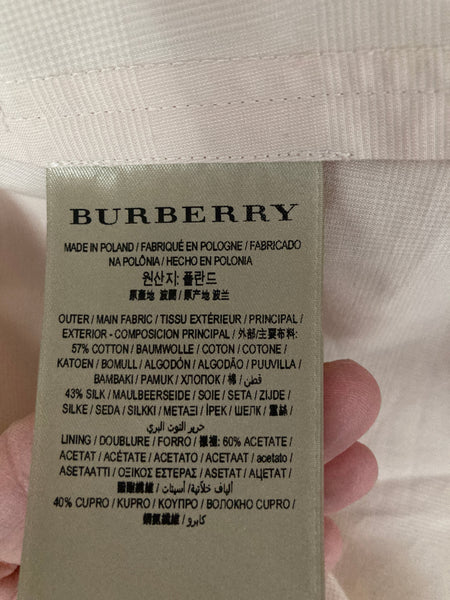 BURBERRY
MADE IN POLAND / FABRIQUÉ EN POLOGNE / FABRICADO
NA POLÔNIA / HECHO EN POLONIA
원산지: 폴란드
原產地 波蘭 / 原产地 波兰
OUTER / MAIN FABRIC / TISSU EXTÉRIEUR / PRINCIPAL /
EXTERIOR - COMPOSICION PRINCIPAL / 外部/主要布料:
57% COTTON / BAUMWOLLE / COTON / COTONE /
KATOEN / BOMULL / ALGODÓN / ALGODÃO / PUUVILLA /
BAMBAKI / PAMUK / ХЛОПОК / 棉 / قطن /
43% SILK / MAULBEERSEIDE / SOIE / SETA / ZIJDE /
SILKE / SEDA / SILKKI / ΜΕΤΑΞΙ / İPEK / ШЕЛК / 蠶絲 /
حرير التوت البري
LINING / DOUBLURE / FORRO / 襯裡: 60% ACETATE /
ACETAT / ACÉTATE / ACETATO / ACETAAT / acetato /
ASETAATTI / ΟΞΙΚΟΣ ΕΣΤΕΡΑΣ / ASETAT / АЦЕТАТ /
醋酯纖維 / ألياف خلّاتية / أسيتات /
40% CUPRO / KUPRO / ΚΟΥΠΡΟ / ВОЛОКНО CUPRO /
銅氨纖維 / كابرو